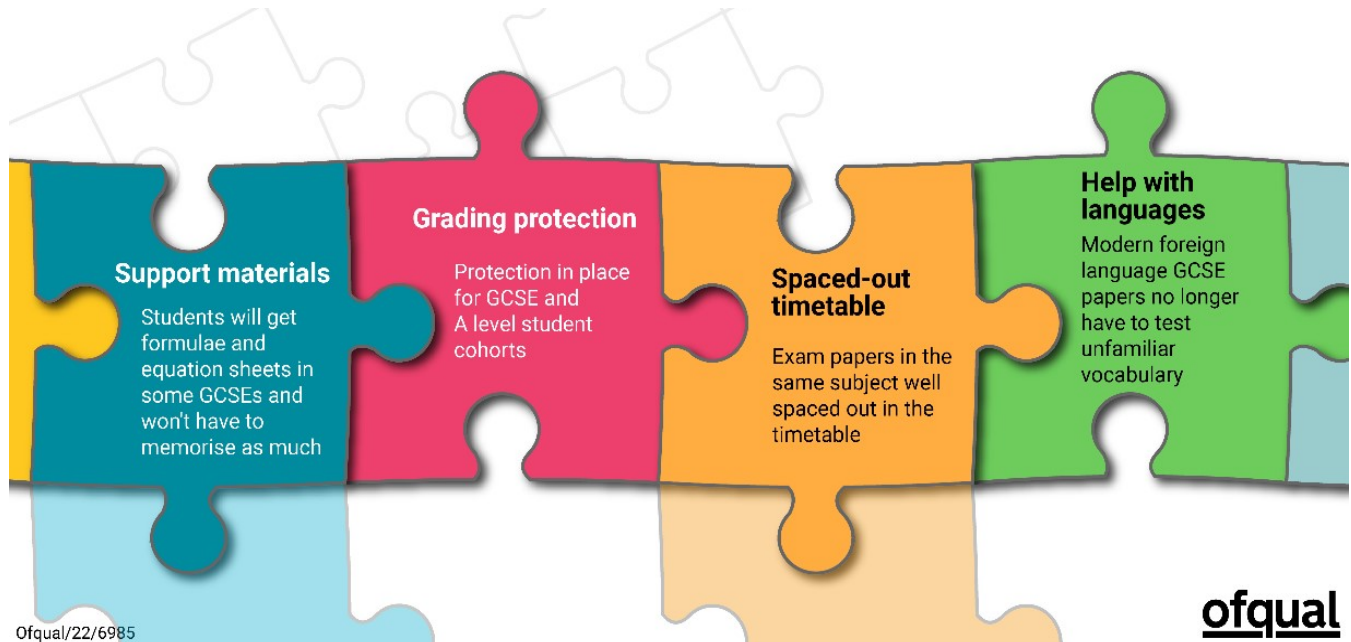 Support materials
Students will get
formulae and
equation sheets in
some GCSEs and
won't have to
memorise as much
Grading protection
Protection in place
for GCSE and
A level student
cohorts
Spaced-out
timetable
Exam papers in the
same subject well
spaced out in the
timetable
Help with
languages
Modern foreign
language GCSE
papers no longer
have to test
unfamiliar
vocabulary
Ofqual/22/6985
ofqual